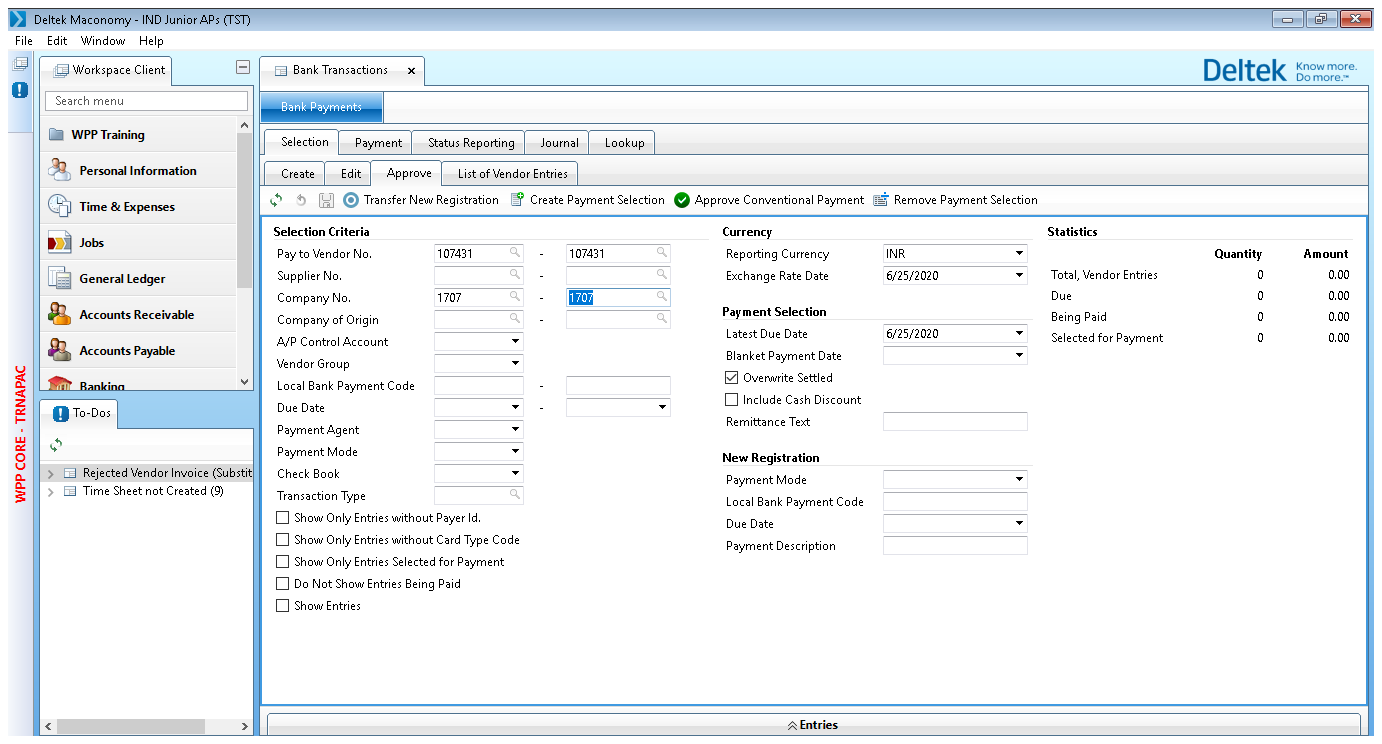 Deltek Maconomy - IND Junior APs (TST)
File Edit Window Help
Workspace Client
Search menu
WPP Training
Personal Information
Time & Expenses
Jobs
General Ledger
Accounts Receivable
Accounts Payable
Banking
To-Dos
Rejected Vendor Invoice (Substit
Time Sheet not Created (9)
WPP CORE - TRNAPAC
Bank Transactions
Deltek Know more.
Do more.™
Bank Payments
Selection Payment Status Reporting Journal Lookup
Create Edit Approve List of Vendor Entries
Transfer New Registration Create Payment Selection Approve Conventional Payment Remove Payment Selection
Selection Criteria
Pay to Vendor No. 107431 - 107431
Supplier No. -
Company No. 1707 - 1707
Company of Origin -
A/P Control Account
Vendor Group
Local Bank Payment Code -
Due Date -
Payment Agent
Payment Mode
Check Book
Transaction Type
Show Only Entries without Payer Id.
Show Only Entries without Card Type Code
Show Only Entries Selected for Payment
Do Not Show Entries Being Paid
Show Entries
Currency
Reporting Currency INR
Exchange Rate Date 6/25/2020
Payment Selection
Latest Due Date 6/25/2020
Blanket Payment Date
Overwrite Settled
Include Cash Discount
Remittance Text
New Registration
Payment Mode
Local Bank Payment Code
Due Date
Payment Description
Statistics
Quantity Amount
Total, Vendor Entries 0 0.00
Due 0 0.00
Being Paid 0 0.00
Selected for Payment 0 0.00
Entries